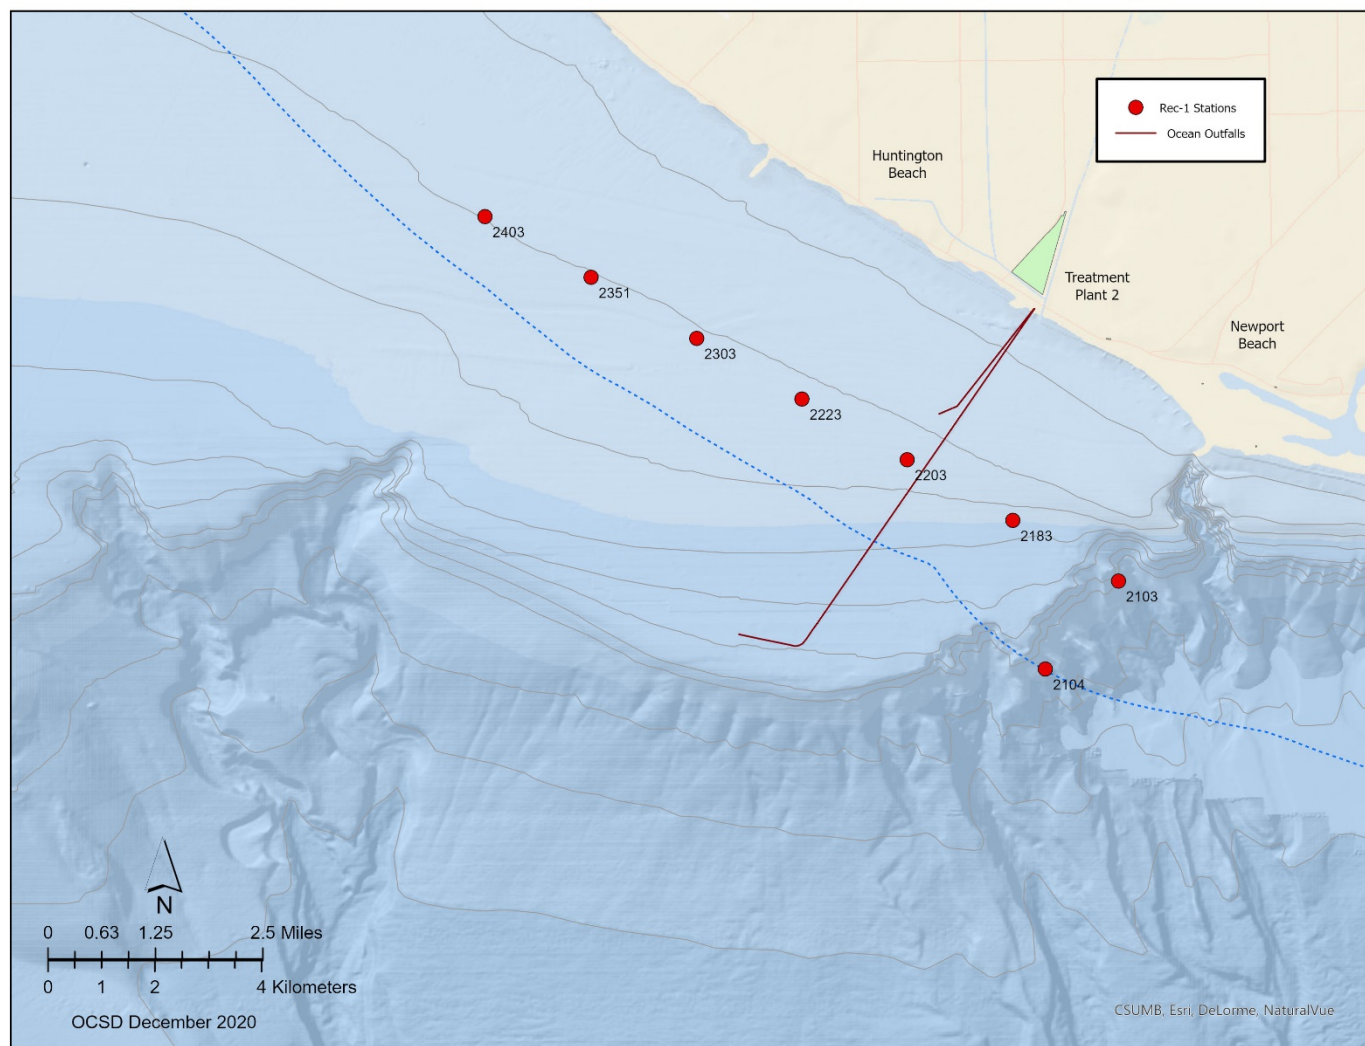 Rec-1 Stations
Ocean Outfalls
Huntington
Beach
2403
Treatment
Plant 2
2351
Newport
Beach
2303
2223
2203
2183
2103
2104
N
0 0.63 1.25 2.5 Miles
0 1 2 4 Kilometers
OCSD December 2020
CSUMB, Esri, DeLorme, NaturalVue